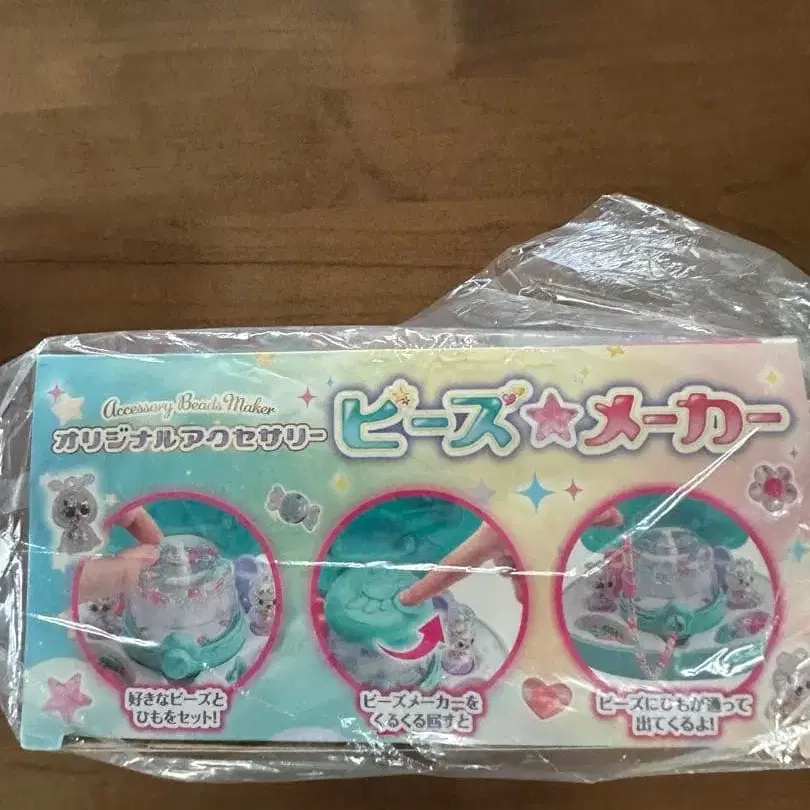 Accessory Beads Maker
オリジナルアクセサリー
ビーズ☆メーカー
好きなビーズと
ひもをセット!
ビーズメーカーを
くるくる回すと
ビーズにひもが通って
出てくるよ!